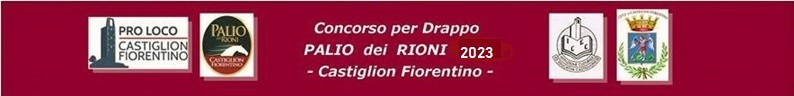 PRO LOCO
CASTIGLION
FIORENTINO
PALIO
DEI RIONI
CASTIGLION
FIORENTINO
Concorso per Drappo
PALIO dei RIONI 2023
- Castiglion Fiorentino -